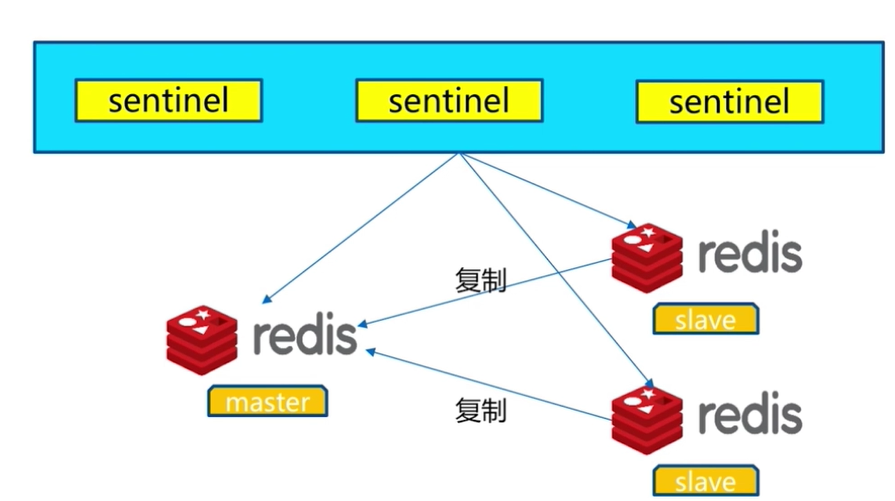 sentinel
sentinel
sentinel
redis
slave
复制
redis
master
redis
复制
slave